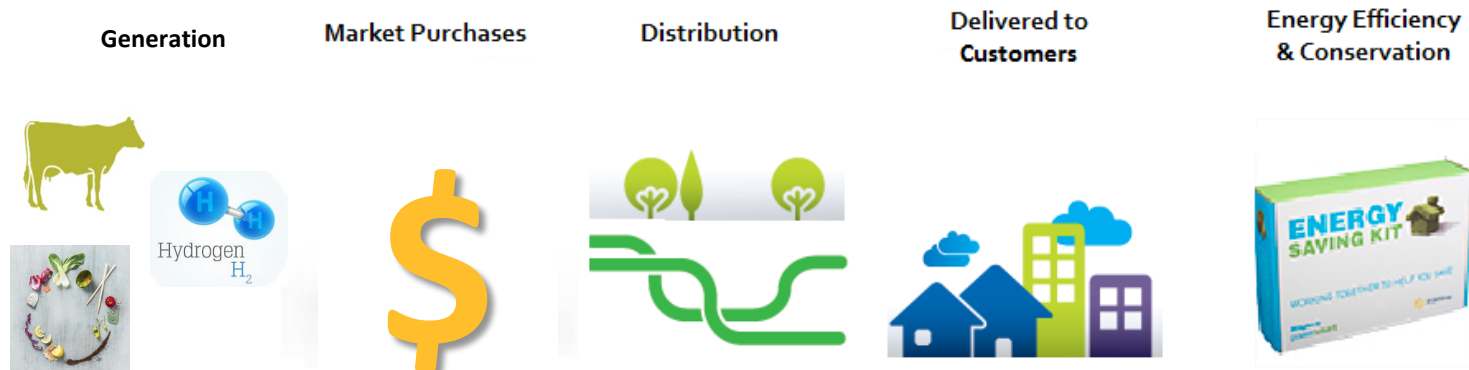 Generation
Market Purchases
Distribution
Delivered to
Customers
Energy Efficiency
& Conservation
H
H
Hydrogen
H2
$
ENERGY
SAVING KIT
WORKING TOGETHER TO HELP YOU SAVE